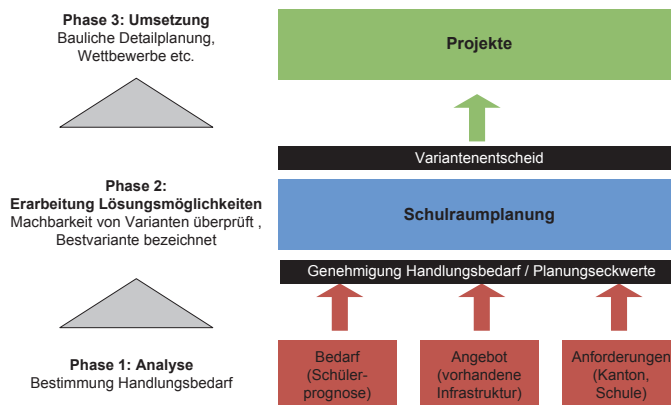 Phase 3: Umsetzung
Bauliche Detailplanung,
Wettbewerbe etc.
Projekte
Variantenentscheid
Phase 2:
Erarbeitung Lösungsmöglichkeiten
Machbarkeit von Varianten überprüft ,
Bestvariante bezeichnet
Schulraumplanung
Genehmigung Handlungsbedarf / Planungseckwerte
Phase 1: Analyse
Bestimmung Handlungsbedarf
Bedarf
(Schüler-
prognose)
Angebot
(vorhandene
Infrastruktur)
Anforderungen
(Kanton,
Schule)